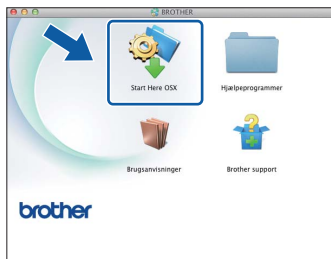 BROTHER
Start Here OSX
Hjælpeprogrammer
Brugsanvisninger
Brother support
brother